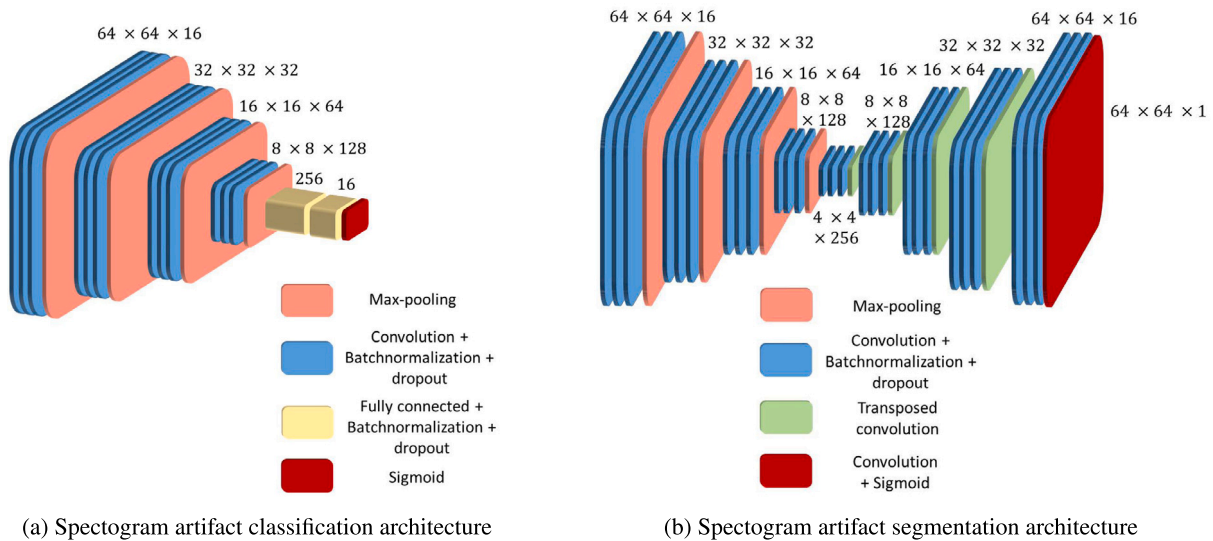 64 × 64 × 16
32 × 32 × 32
16 × 16 × 64
8 × 8 × 128
256
16
Max-pooling
Convolution +
Batchnormalization +
dropout
Fully connected +
Batchnormalization +
dropout
Sigmoid
(a) Spectogram artifact classification architecture
64 × 64 × 16
32 × 32 × 32
16 × 16 × 64
8 × 8
× 128
4 × 4
× 256
8 × 8
× 128
16 × 16 × 64
32 × 32 × 32
64 × 64 × 16
64 × 64 × 1
Max-pooling
Convolution +
Batchnormalization +
dropout
Transposed
convolution
Convolution
+ Sigmoid
(b) Spectogram artifact segmentation architecture